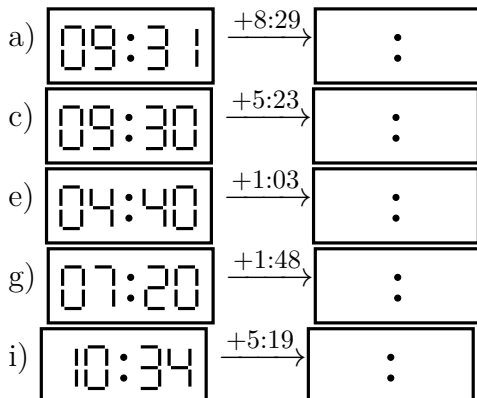 a) 09:31 +8:29 :
c) 09:30 +5:23 :
e) 04:40 +1:03 :
g) 07:20 +1:48 :
i) 10:34 +5:19 :